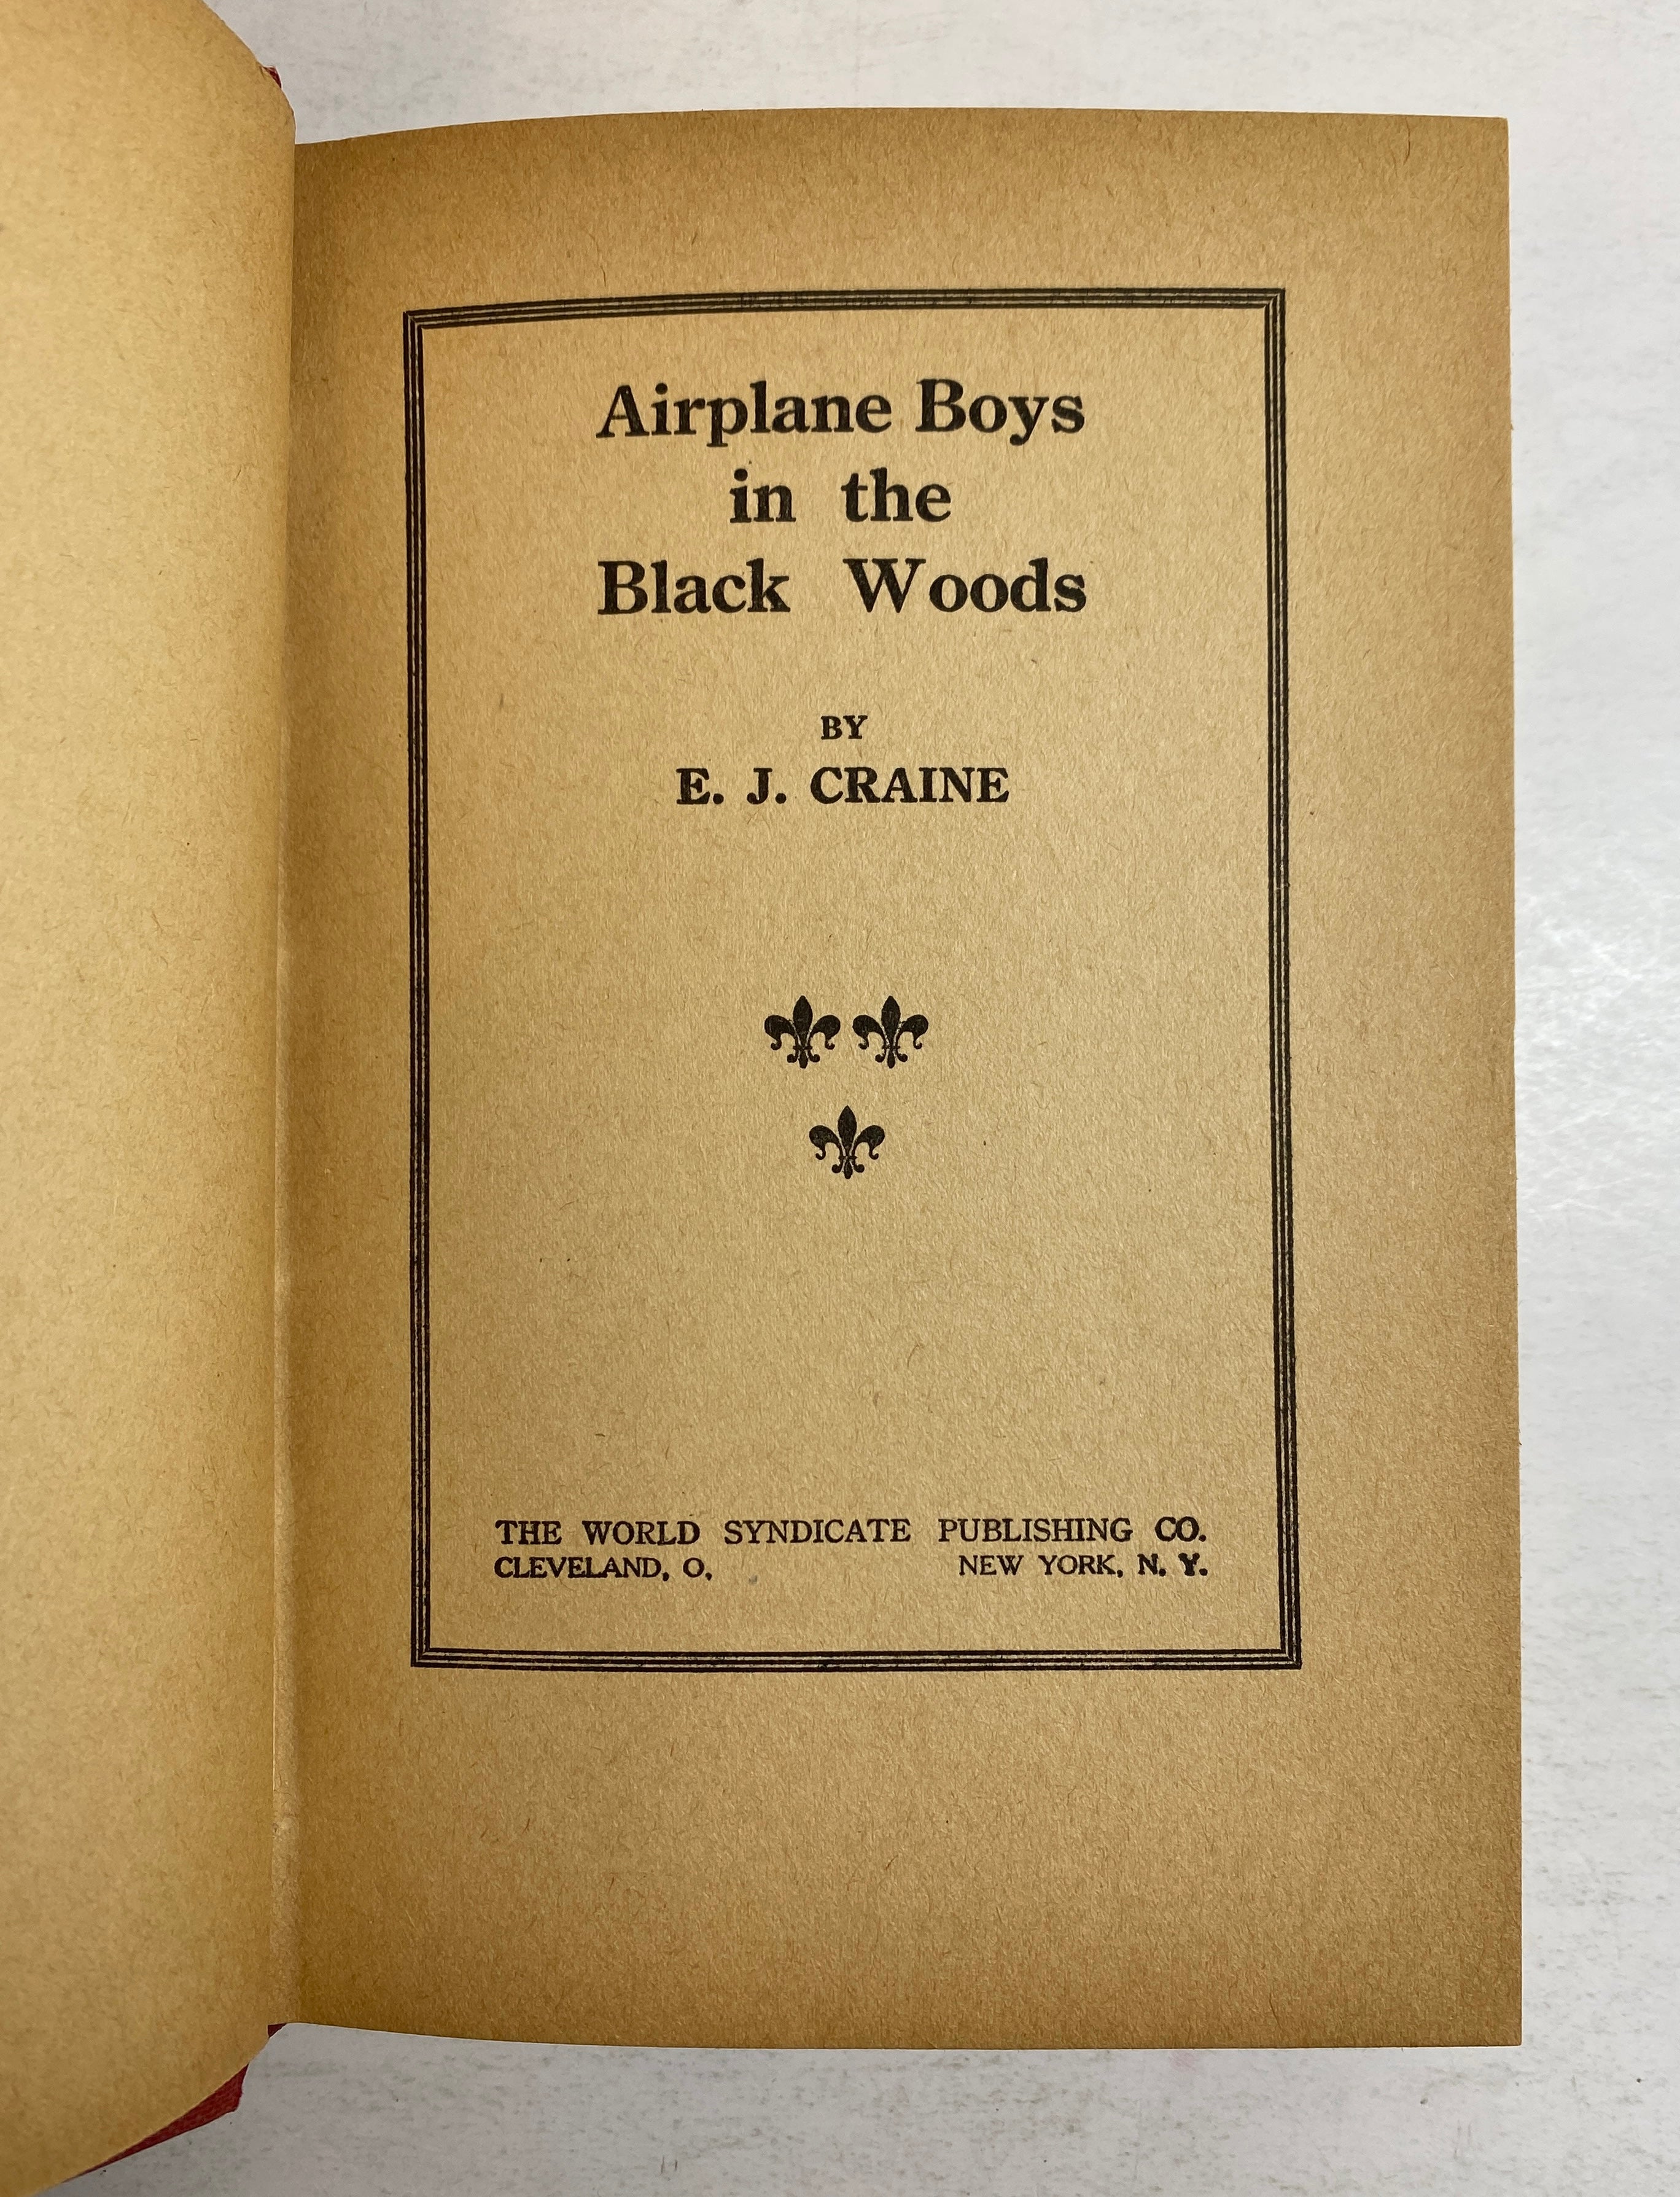 Airplane Boys
in the
Black Woods
BY
E. J. CRAINE
THE WORLD SYNDICATE PUBLISHING CO.
CLEVELAND, O. NEW YORK, N. Y.